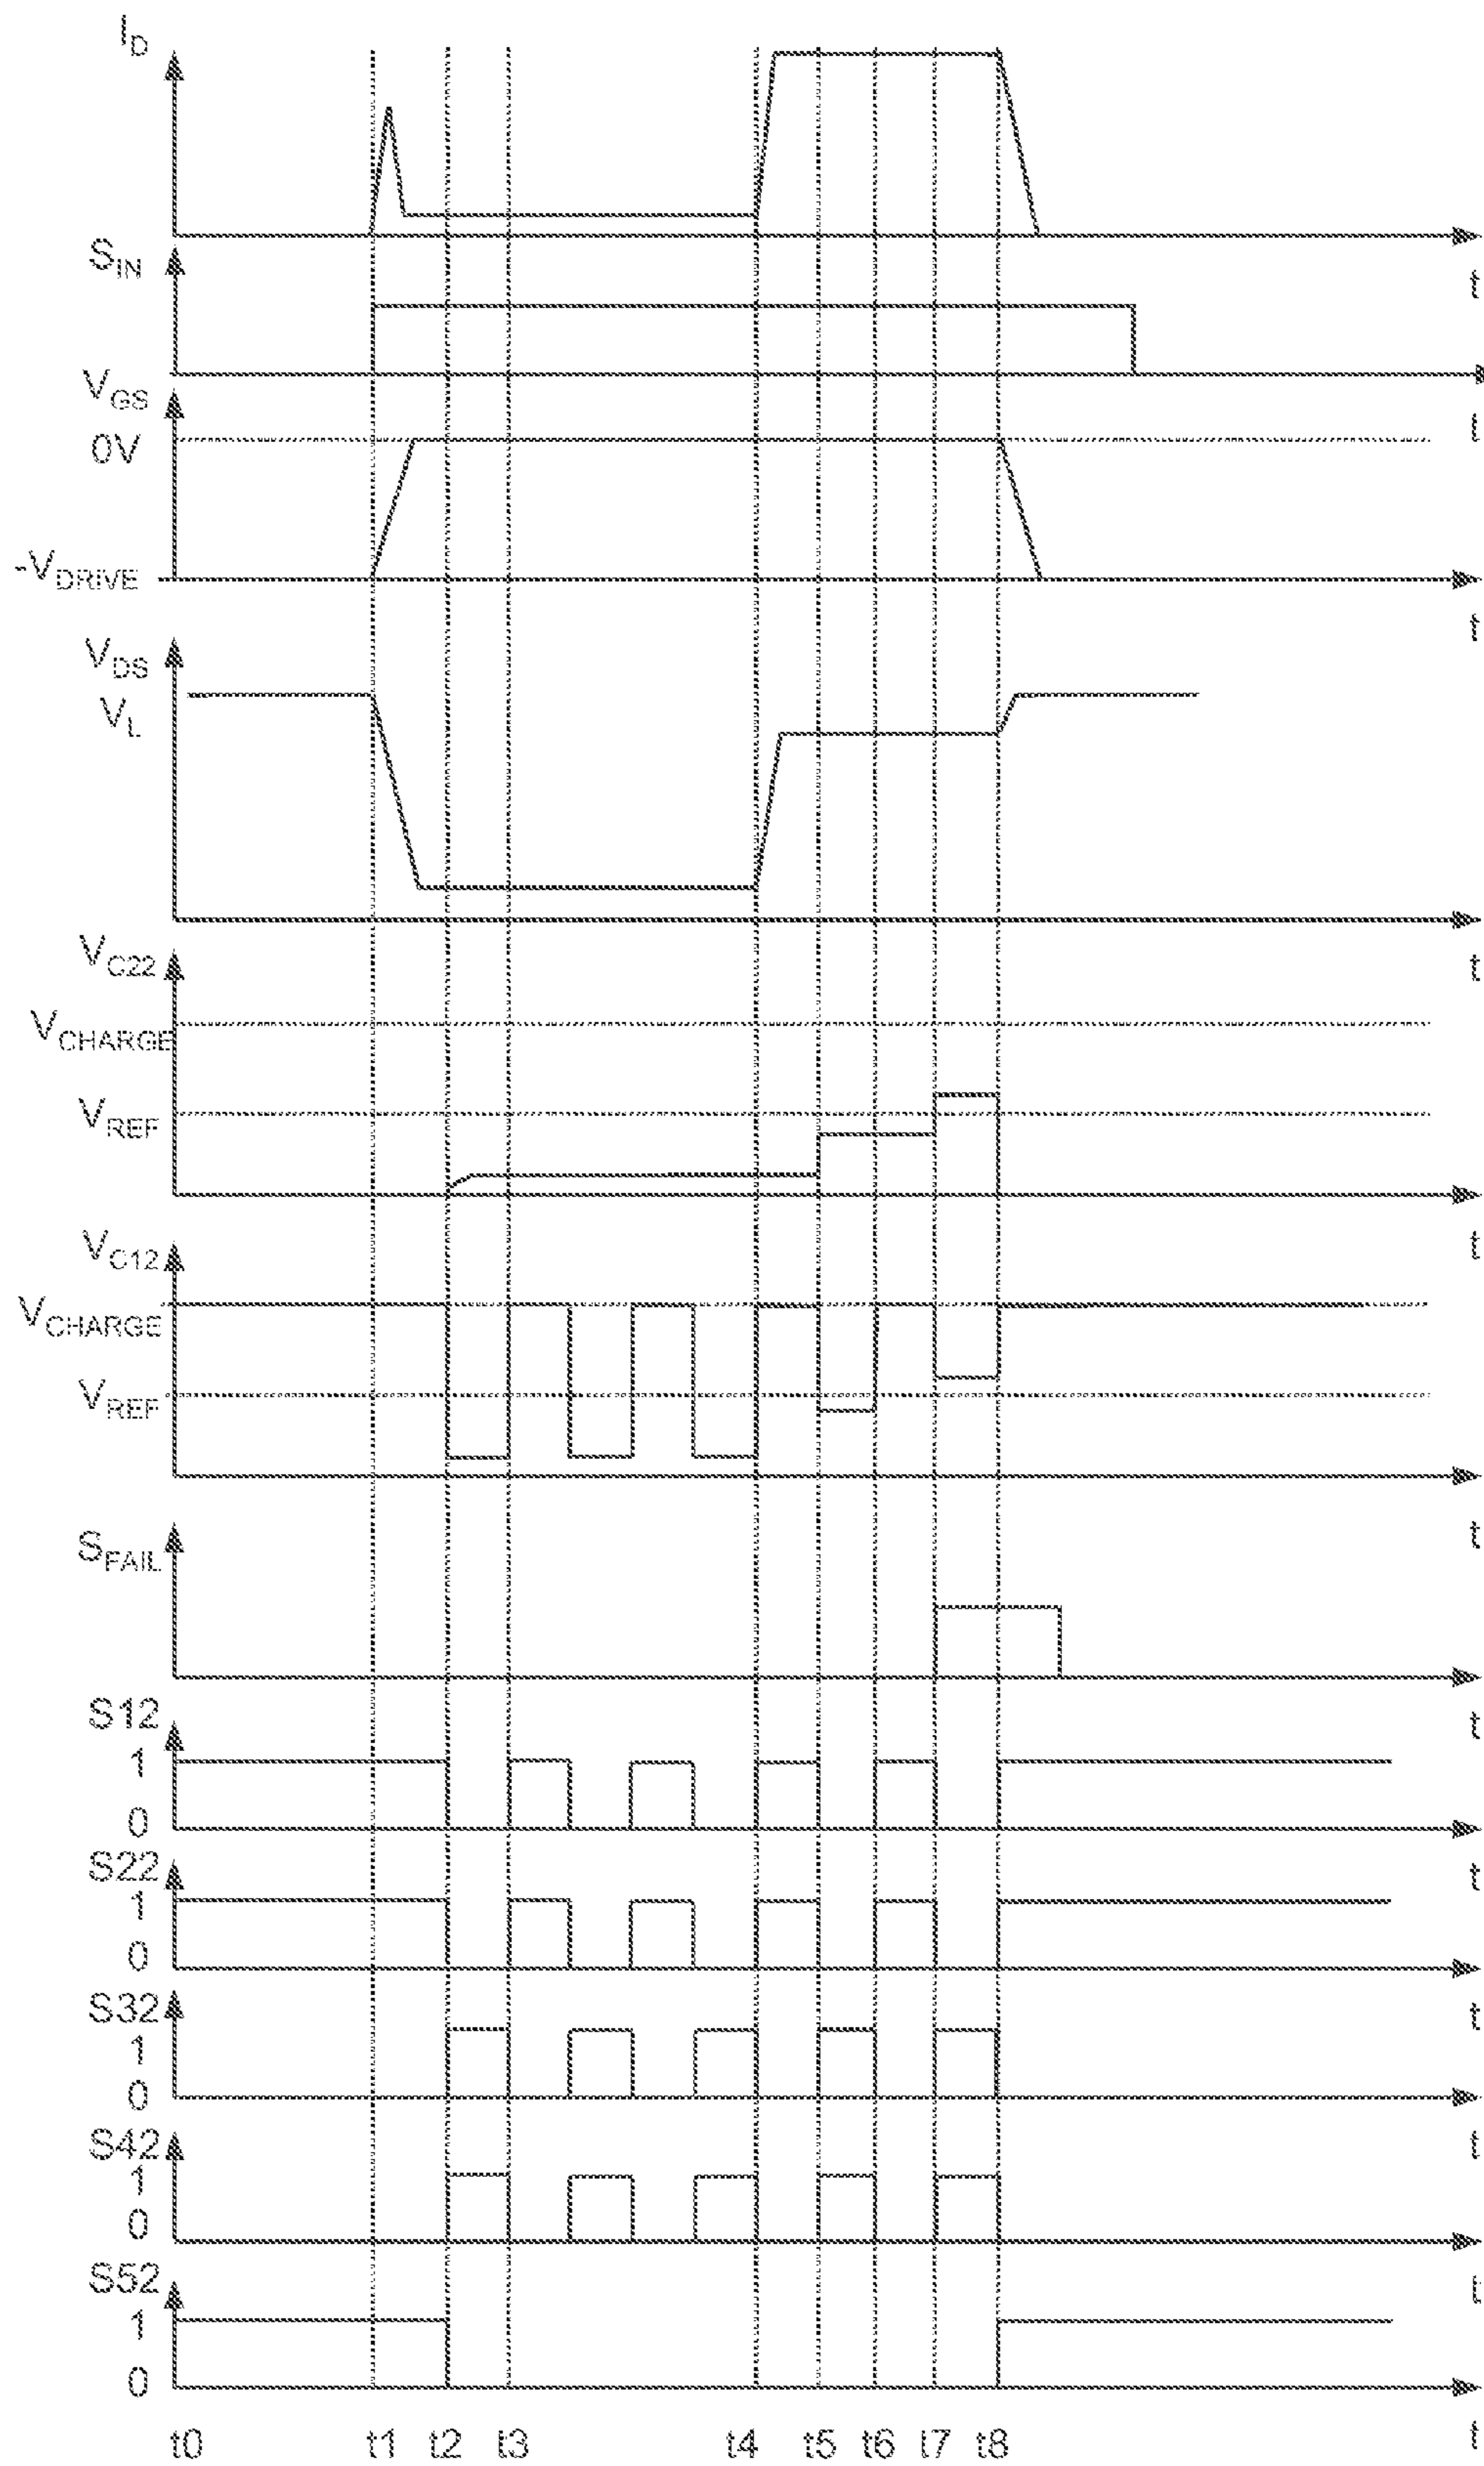 I_D
t
S_IN
t
V_GS
0V
-V_DRIVE
t
V_DS
V_L
t
V_C22
V_CHARGE
V_REF
t
V_C12
V_CHARGE
V_REF
t
S_FAIL
t
S12
1
0
t
S22
1
0
t
S32
1
0
t
S42
1
0
t
S52
1
0
t
t0 t1 t2 t3 t4 t5 t6 t7 t8